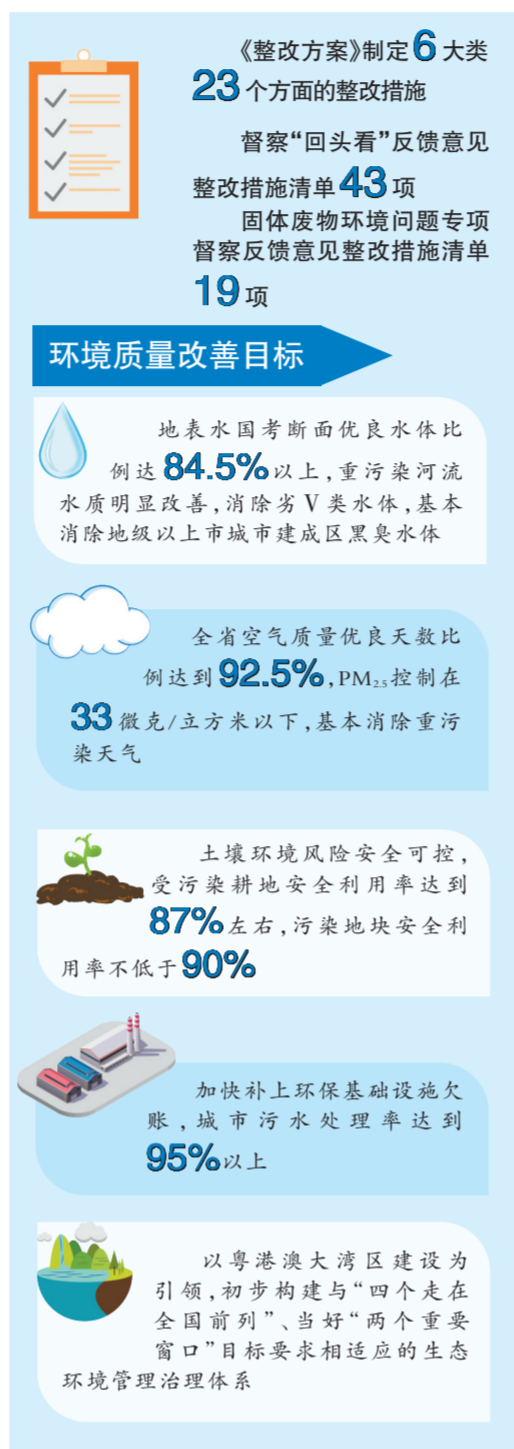 《整改方案》制定6大类
23个方面的整改措施
督察“回头看”反馈意见
整改措施清单43项
固体废物环境问题专项
督察反馈意见整改措施清单
19项
环境质量改善目标
地表水国考断面优良水体比
例达84.5%以上,重污染河流
水质明显改善,消除劣V类水体,基本
消除地级以上市城市建成区黑臭水体
全省空气质量优良天数比
例达到92.5%,PM2.5控制在
33微克/立方米以下,基本消除重污
染天气
土壤环境风险安全可控,
受污染耕地安全利用率达到
87%左右,污染地块安全利
用率不低于90%
加快补上环保基础设施欠
账,城市污水处理率达到
95%以上
以粤港澳大湾区建设为
引领,初步构建与“四个走在
全国前列”、当好“两个重要
窗口”目标要求相适应的生态
环境管理治理体系